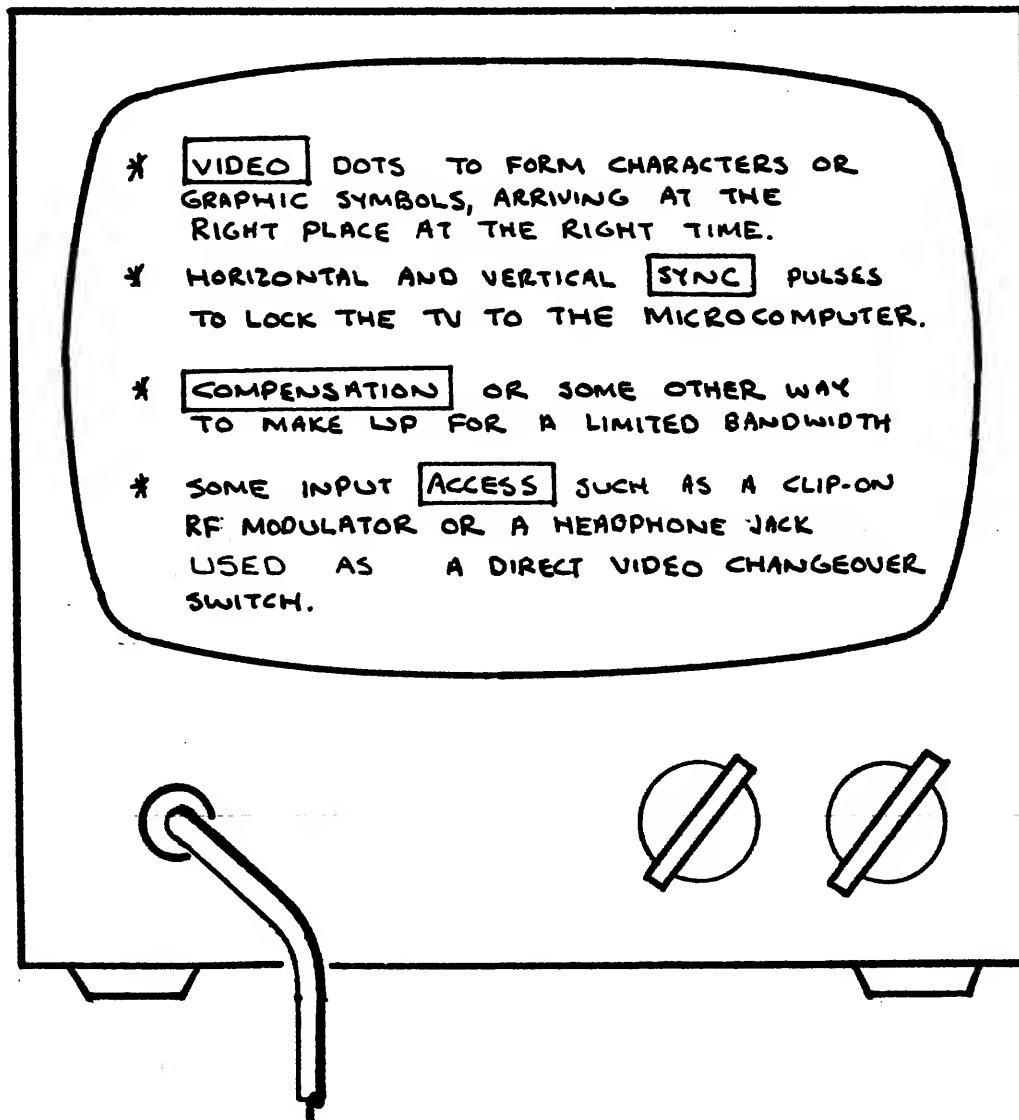 * VIDEO DOTS TO FORM CHARACTERS OR
GRAPHIC SYMBOLS, ARRIVING AT THE
RIGHT PLACE AT THE RIGHT TIME.
* HORIZONTAL AND VERTICAL SYNC PULSES
TO LOCK THE TV TO THE MICROCOMPUTER.
* COMPENSATION OR SOME OTHER WAY
TO MAKE UP FOR A LIMITED BANDWIDTH
* SOME INPUT ACCESS SUCH AS A CLIP-ON
RF MODULATOR OR A HEADPHONE JACK
USED AS A DIRECT VIDEO CHANGEOVER
SWITCH.